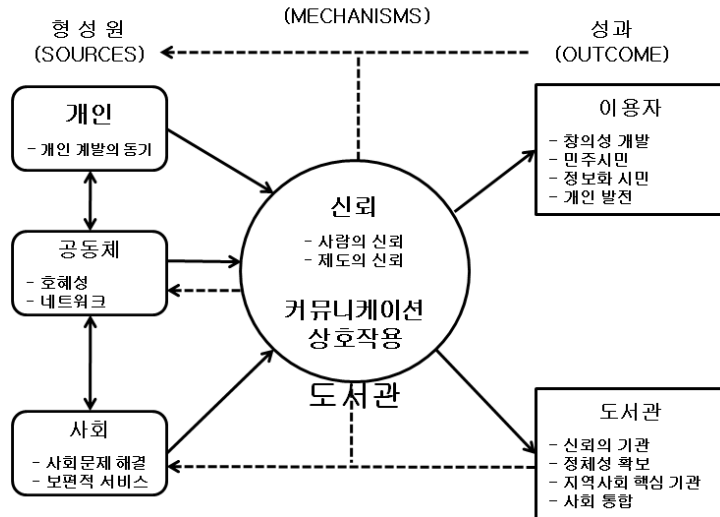 형성원
(SOURCES)
(MECHANISMS)
성과
(OUTCOME)
개인
- 개인 계발의 동기
공동체
- 호혜성
- 네트워크
사회
- 사회문제 해결
- 보편적 서비스
신뢰
- 사람의 신뢰
- 제도의 신뢰
커뮤니케이션
상호작용
도서관
이용자
- 창의성 개발
- 민주시민
- 정보화 시민
- 개인 발전
도서관
- 신뢰의 기관
- 정체성 확보
- 지역사회 핵심 기관
- 사회 통합